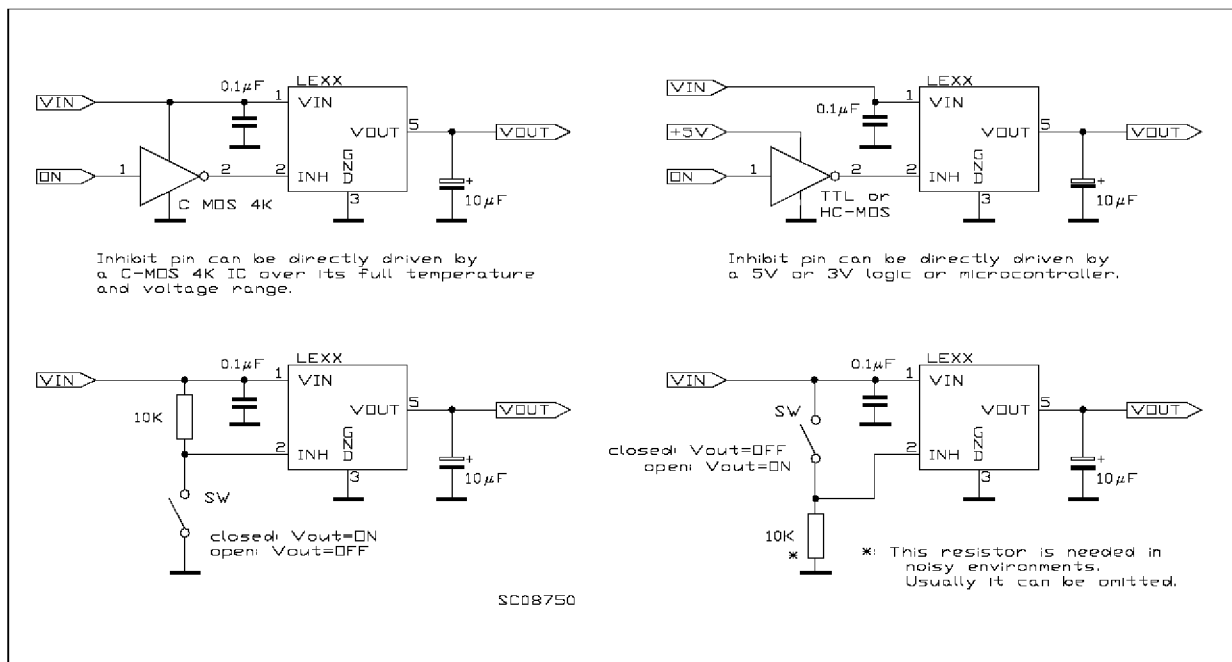 LEXX
VIN
0.1µF
1
VIN
VOUT
5
VOUT
ON
1
2
2
INH
GND
3
+
10µF
C MOS 4K
Inhibit pin can be directly driven by
a C-MOS 4K IC over its full temperature
and voltage range.
LEXX
VIN
0.1µF
1
VIN
+5V
VOUT
5
VOUT
ON
1
2
2
INH
GND
3
+
10µF
TTL or
HC-MOS
Inhibit pin can be directly driven by
a 5V or 3V logic or microcontroller.
LEXX
VIN
0.1µF
1
VIN
10K
VOUT
5
VOUT
2
INH
GND
3
+
10µF
SW
closed: Vout=ON
open: Vout=OFF
LEXX
VIN
0.1µF
1
VIN
SW
VOUT
5
VOUT
closed: Vout=OFF
open: Vout=ON
2
INH
GND
3
+
10µF
10K
*
*: This resistor is needed in
noisy environments.
Usually it can be omitted.
SC08750